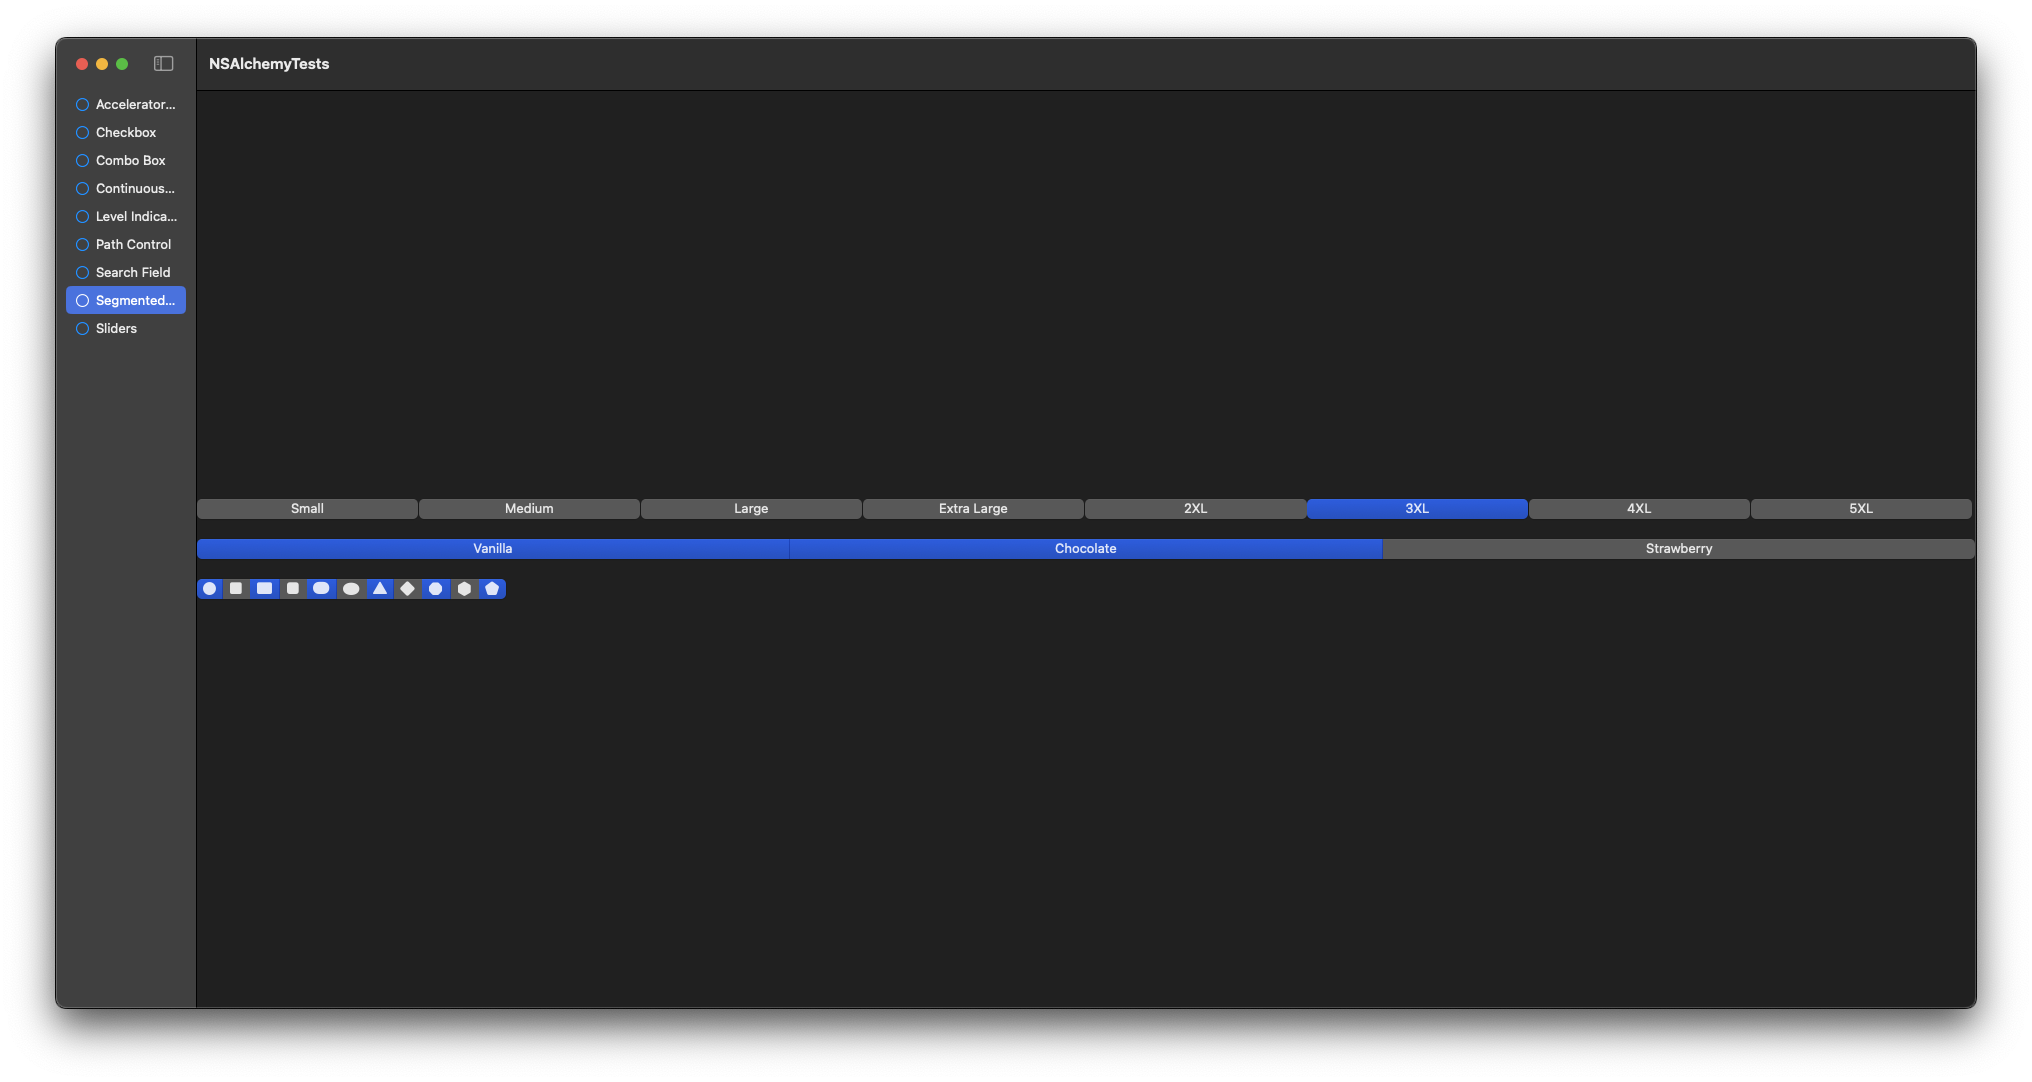 NSAlchemyTests
Accelerator...
Checkbox
Combo Box
Continuous...
Level Indica...
Path Control
Search Field
Segmented...
Sliders
Small Medium Large Extra Large 2XL 3XL 4XL 5XL
Vanilla Chocolate Strawberry